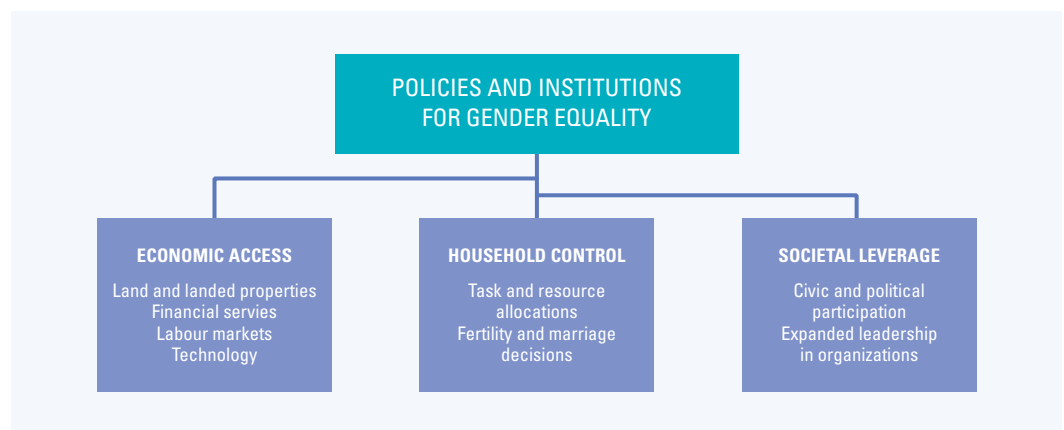 POLICIES AND INSTITUTIONS
FOR GENDER EQUALITY
ECONOMIC ACCESS
Land and landed properties
Financial servies
Labour markets
Technology
HOUSEHOLD CONTROL
Task and resource
allocations
Fertility and marriage
decisions
SOCIETAL LEVERAGE
Civic and political
participation
Expanded leadership
in organizations